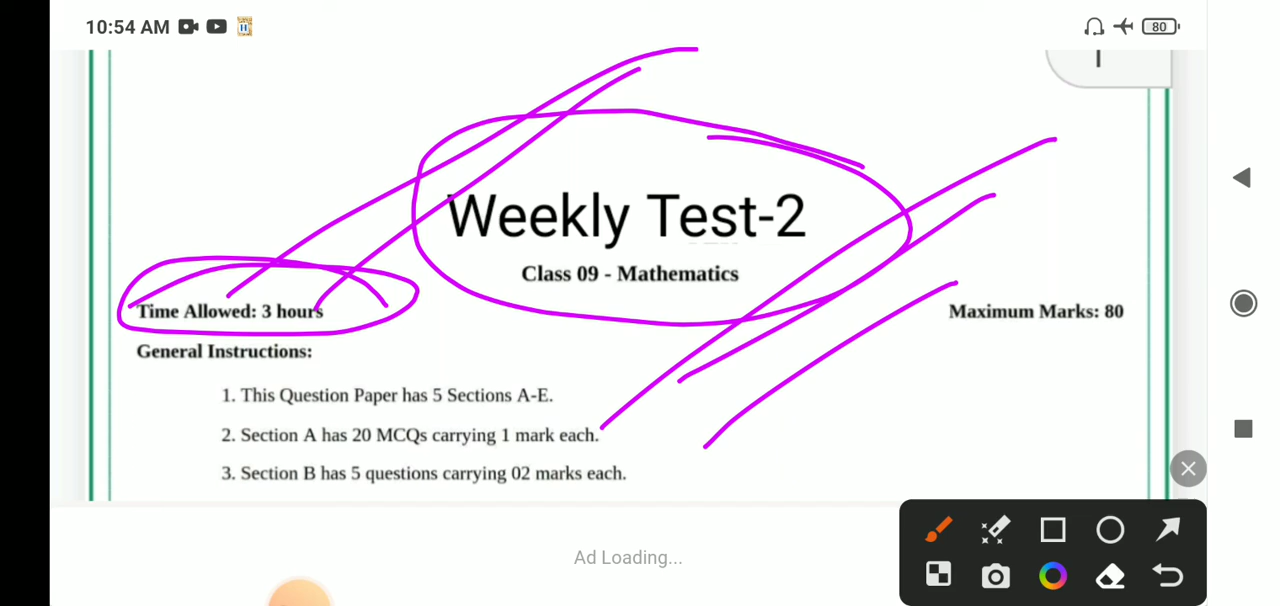 10:54 AM
80
Weekly Test-2
Class 09 - Mathematics
Time Allowed: 3 hours
Maximum Marks: 80
General Instructions:
1. This Question Paper has 5 Sections A-E.
2. Section A has 20 MCQs carrying 1 mark each.
3. Section B has 5 questions carrying 02 marks each.
Ad Loading...